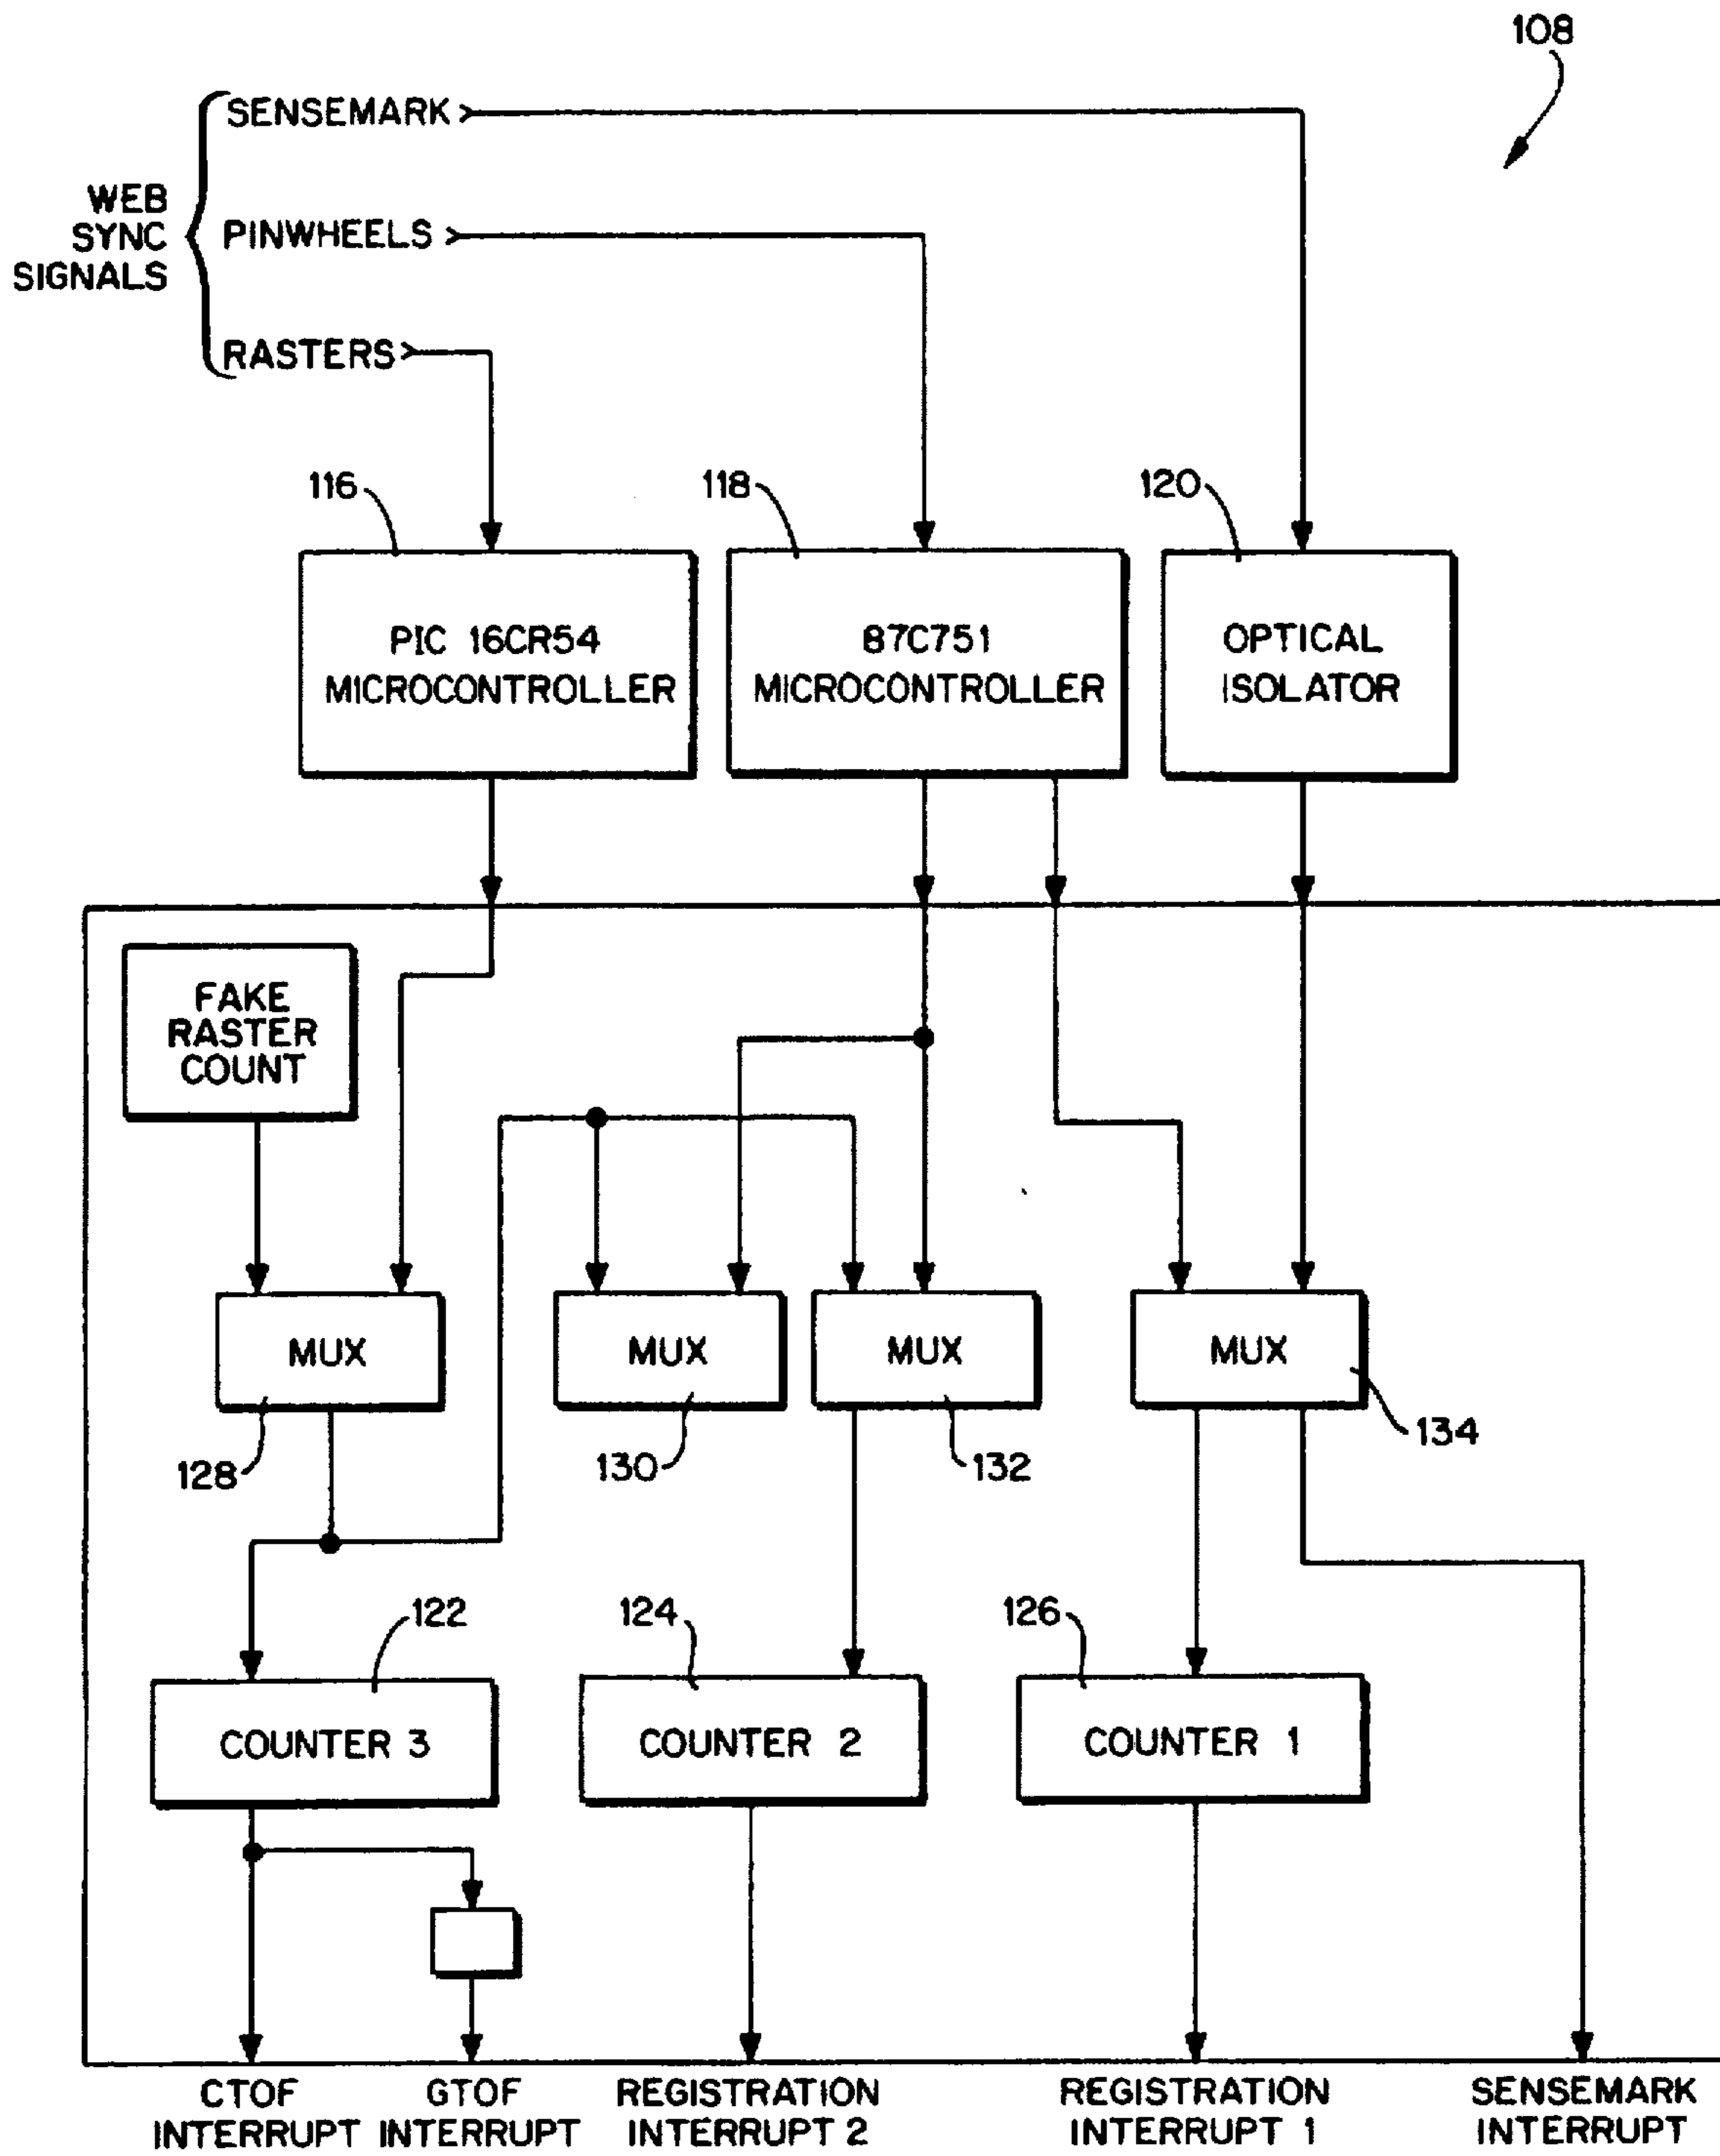 108
SENSEMARK
WEB
SYNC
SIGNALS
PINWHEELS
RASTERS
116
118
120
PIC 16CR54
MICROCONTROLLER
87C751
MICROCONTROLLER
OPTICAL
ISOLATOR
FAKE
RASTER
COUNT
MUX
MUX
MUX
MUX
128
130
132
134
122
124
126
COUNTER 3
COUNTER 2
COUNTER 1
CTOF
INTERRUPT
GTOF
INTERRUPT
REGISTRATION
INTERRUPT 2
REGISTRATION
INTERRUPT 1
SENSEMARK
INTERRUPT